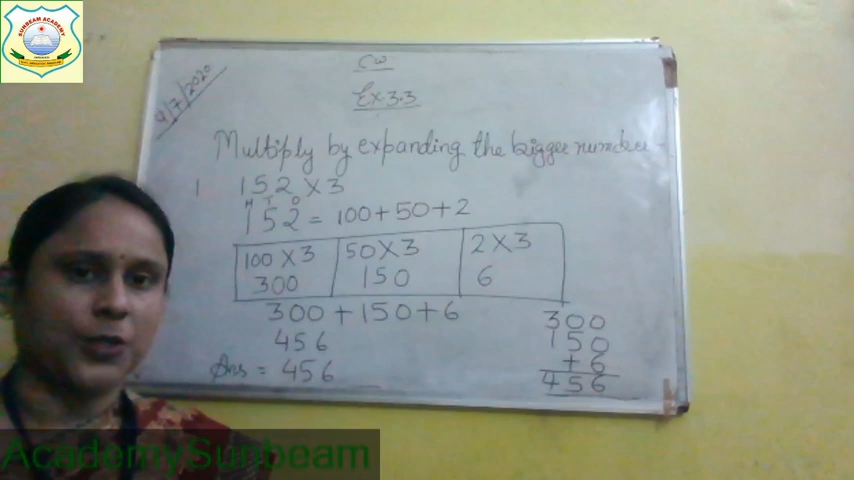 SUNBEAM ACADEMY
9/7/2020
CW
Ex.3.3
Multiply by expanding the bigger number -
1 152 X 3
H T O
152 = 100 + 50 + 2
100 X 3 50 X 3 2 X 3
300 150 6
300 + 150 + 6
456
Ans = 456
300
150
+ 6
456
AcademySunbeam